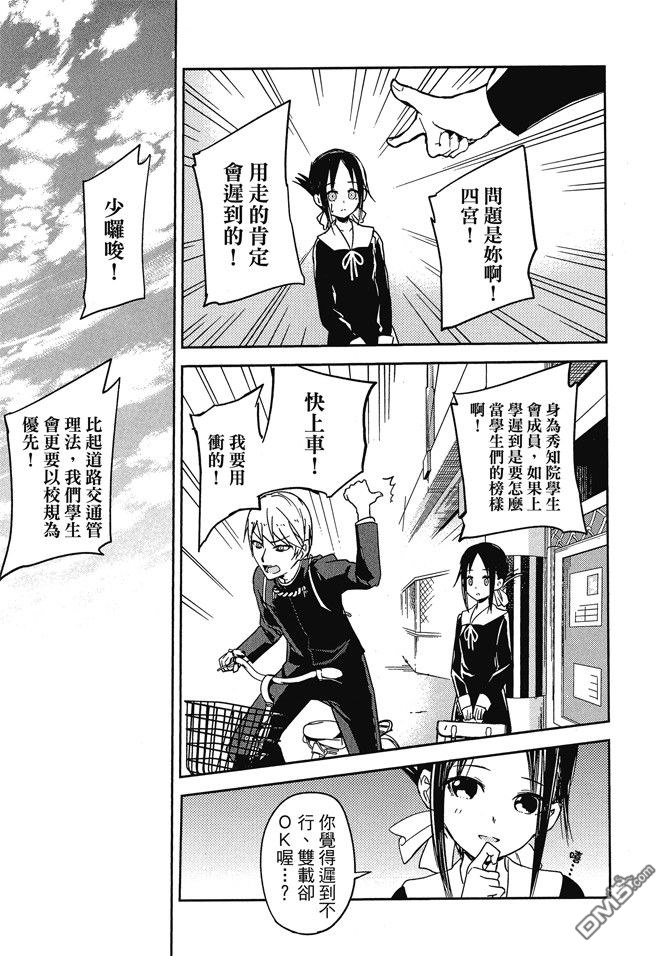 問題是妳啊！
四宮！
用走的肯定
會遲到的！
身為秀知院學生
會成員，如果上
學遲到是要怎麼
當學生們的榜樣
啊！
快上車！
我要用
衝的！
嘻……
你覺得遲到不
行、雙載卻
OK喔…？
少囉唆！
比起道路交通管
理法，我們學生
會更要以校規為
優先！
DM5.com